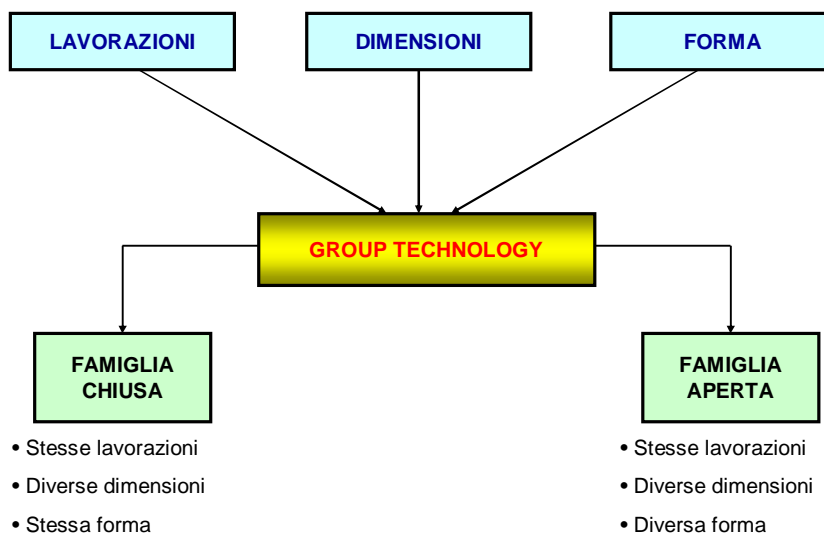 LAVORAZIONI
DIMENSIONI
FORMA
GROUP TECHNOLOGY
FAMIGLIA
CHIUSA
• Stesse lavorazioni
• Diverse dimensioni
• Stessa forma
FAMIGLIA
APERTA
• Stesse lavorazioni
• Diverse dimensioni
• Diversa forma